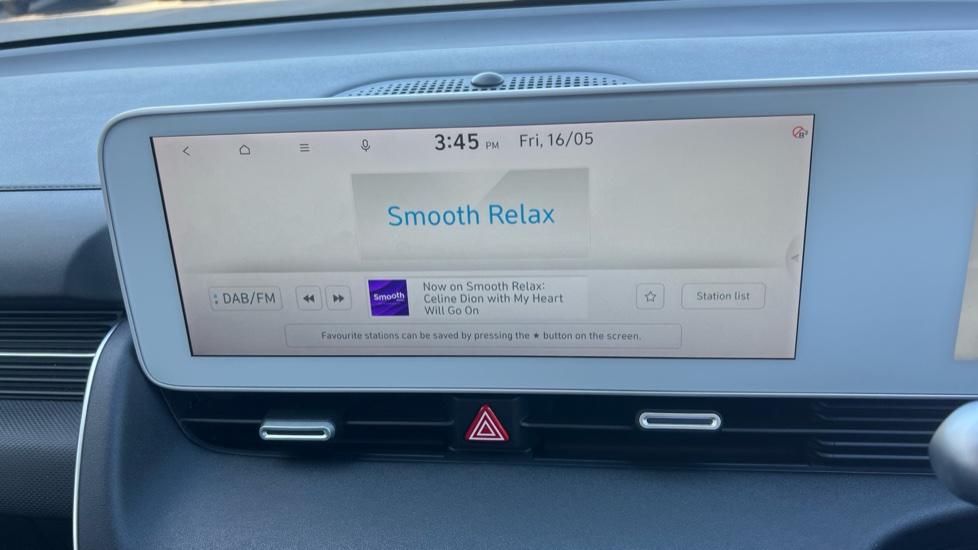 3:45 PM Fri, 16/05
Smooth Relax
DAB/FM
Smooth
Now on Smooth Relax:
Celine Dion with My Heart
Will Go On
Station list
Favourite stations can be saved by pressing the ★ button on the screen.